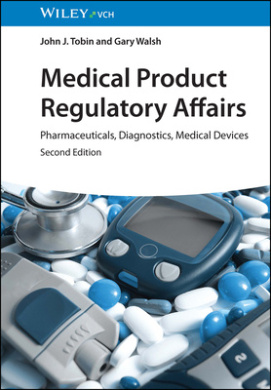 WILEY-VCH
John J. Tobin and Gary Walsh
Medical Product
Regulatory Affairs
Pharmaceuticals, Diagnostics, Medical Devices
Second Edition